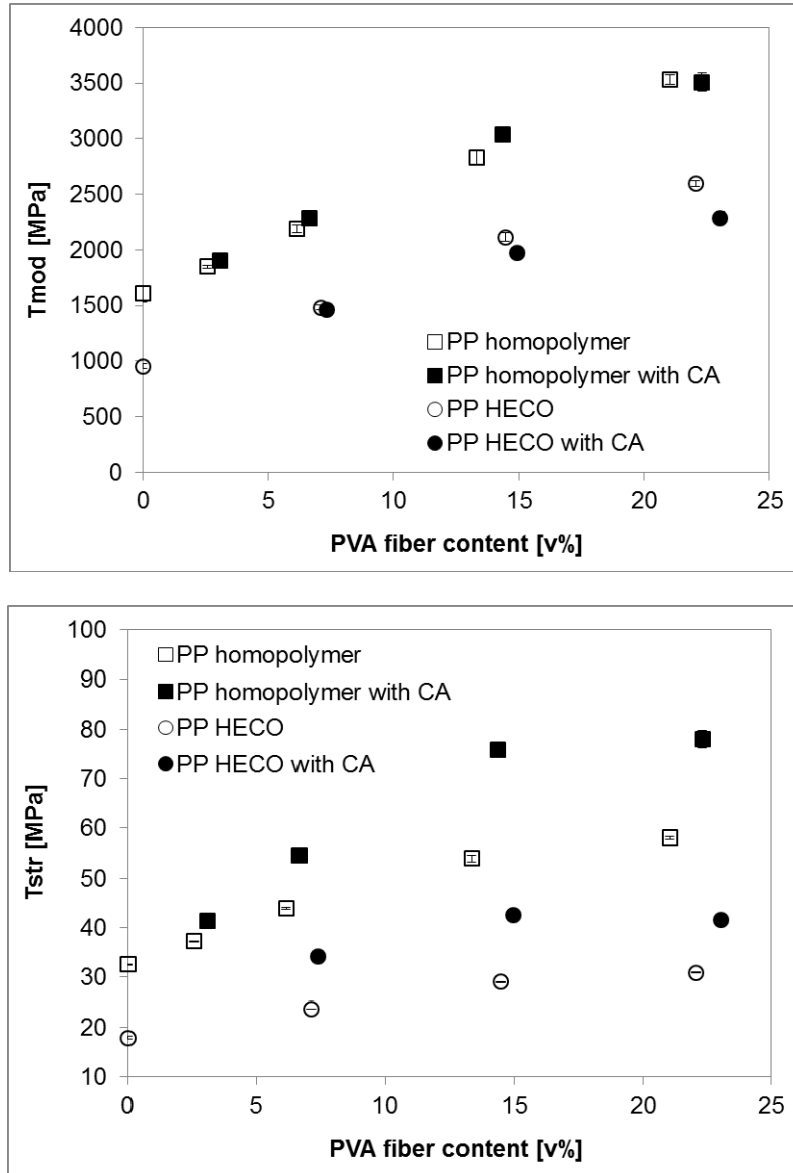 4000
3500
3000
2500
2000
1500
1000
500
0
Tmod [MPa]
PP homopolymer
PP homopolymer with CA
PP HECO
PP HECO with CA
0 5 10 15 20 25
PVA fiber content [v%]
100
90
80
70
60
50
40
30
20
10
Tstr [MPa]
PP homopolymer
PP homopolymer with CA
PP HECO
PP HECO with CA
0 5 10 15 20 25
PVA fiber content [v%]